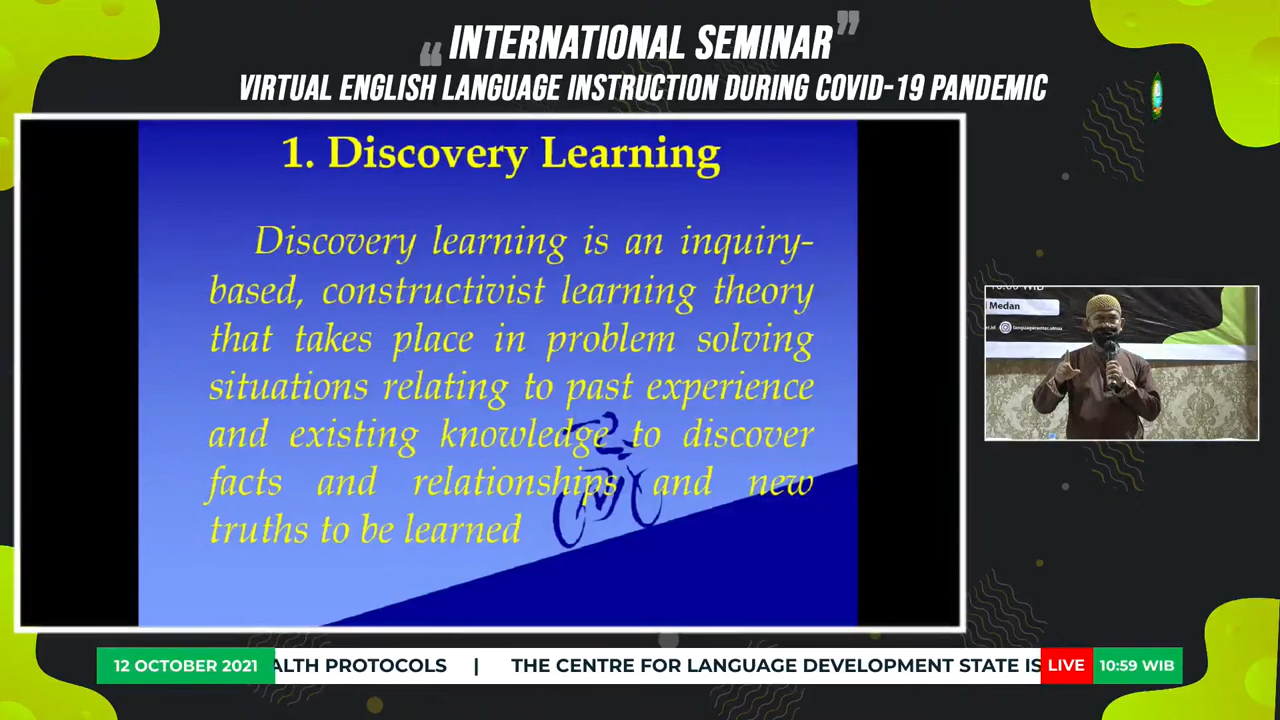 “ INTERNATIONAL SEMINAR ”
VIRTUAL ENGLISH LANGUAGE INSTRUCTION DURING COVID-19 PANDEMIC
1. Discovery Learning
Discovery learning is an inquiry-
based, constructivist learning theory
that takes place in problem solving
situations relating to past experience
and existing knowledge to discover
facts and relationships and new
truths to be learned
WIB
Medan
12 OCTOBER 2021
ALTH PROTOCOLS | THE CENTRE FOR LANGUAGE DEVELOPMENT STATE IS
LIVE
10:59 WIB